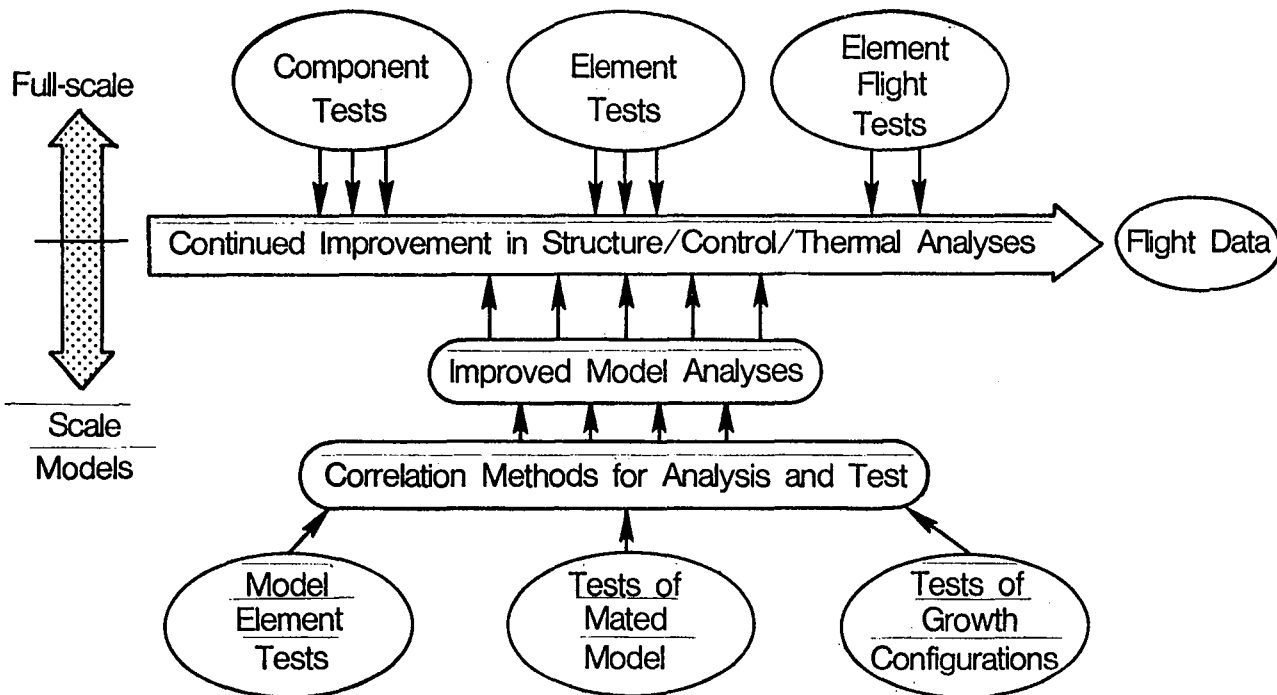 Full-scale
Component
Tests
Element
Tests
Element
Flight
Tests
Continued Improvement in Structure/Control/Thermal Analyses
Flight Data
Improved Model Analyses
Scale
Models
Correlation Methods for Analysis and Test
Model
Element
Tests
Tests of
Mated
Model
Tests of
Growth
Configurations